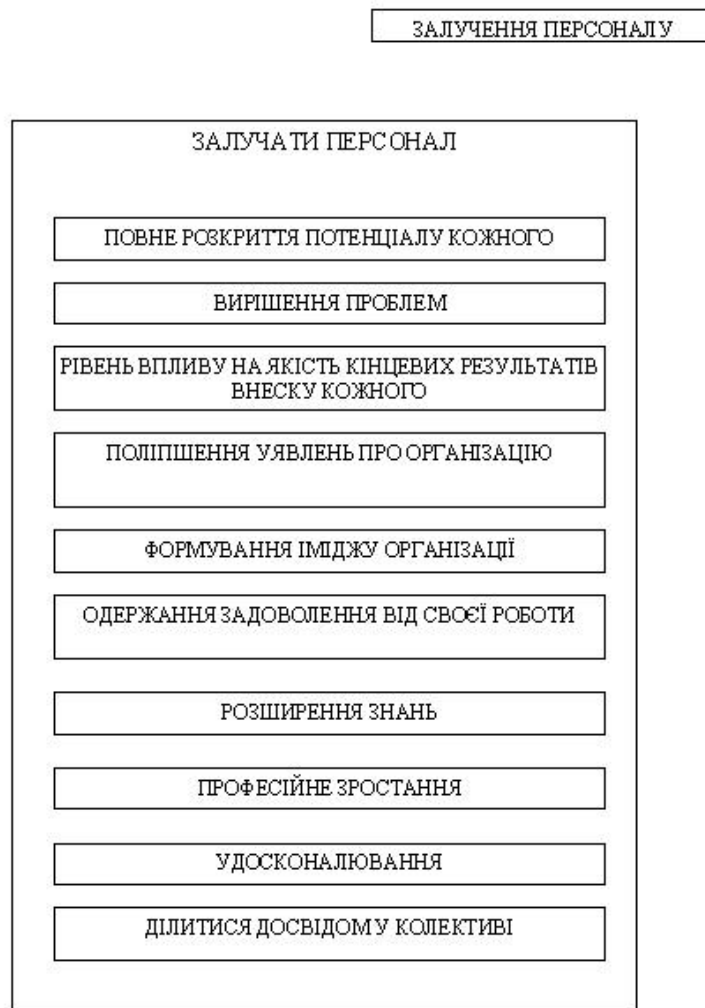 ЗАЛУЧЕННЯ ПЕРСОНАЛУ
ЗАЛУЧАТИ ПЕРСОНАЛ
ПОВНЕ РОЗКРИТТЯ ПОТЕНЦІАЛУ КОЖНОГО
ВИРІШЕННЯ ПРОБЛЕМ
РІВЕНЬ ВПЛИВУ НА ЯКІСТЬ КІНЦЕВИХ РЕЗУЛЬТАТІВ
ВНЕСКУ КОЖНОГО
ПОЛІПШЕННЯ УЯВЛЕНЬ ПРО ОРГАНІЗАЦІЮ
ФОРМУВАННЯ ІМІДЖУ ОРГАНІЗАЦІЇ
ОДЕРЖАННЯ ЗАДОВОЛЕННЯ ВІД СВОЄЇ РОБОТИ
РОЗШИРЕННЯ ЗНАНЬ
ПРОФЕСІЙНЕ ЗРОСТАННЯ
УДОСКОНАЛЮВАННЯ
ДІЛИТИСЯ ДОСВІДОМ У КОЛЕКТИВІ